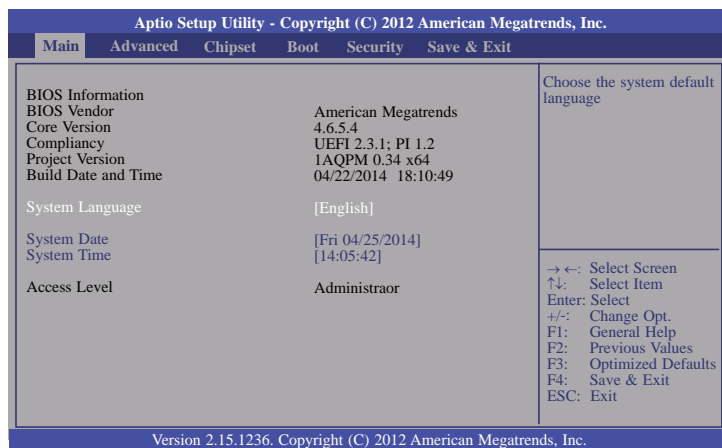 Aptio Setup Utility - Copyright (C) 2012 American Megatrends, Inc.
Main Advanced Chipset Boot Security Save & Exit
BIOS Information
BIOS Vendor American Megatrends
Core Version 4.6.5.4
Compliancy UEFI 2.3.1; PI 1.2
Project Version 1AQPM 0.34 x64
Build Date and Time 04/22/2014 18:10:49
System Language [English]
System Date [Fri 04/25/2014]
System Time [14:05:42]
Access Level Administraor
Choose the system default
language
→ ←: Select Screen
↑↓: Select Item
Enter: Select
+/-: Change Opt.
F1: General Help
F2: Previous Values
F3: Optimized Defaults
F4: Save & Exit
ESC: Exit
Version 2.15.1236. Copyright (C) 2012 American Megatrends, Inc.